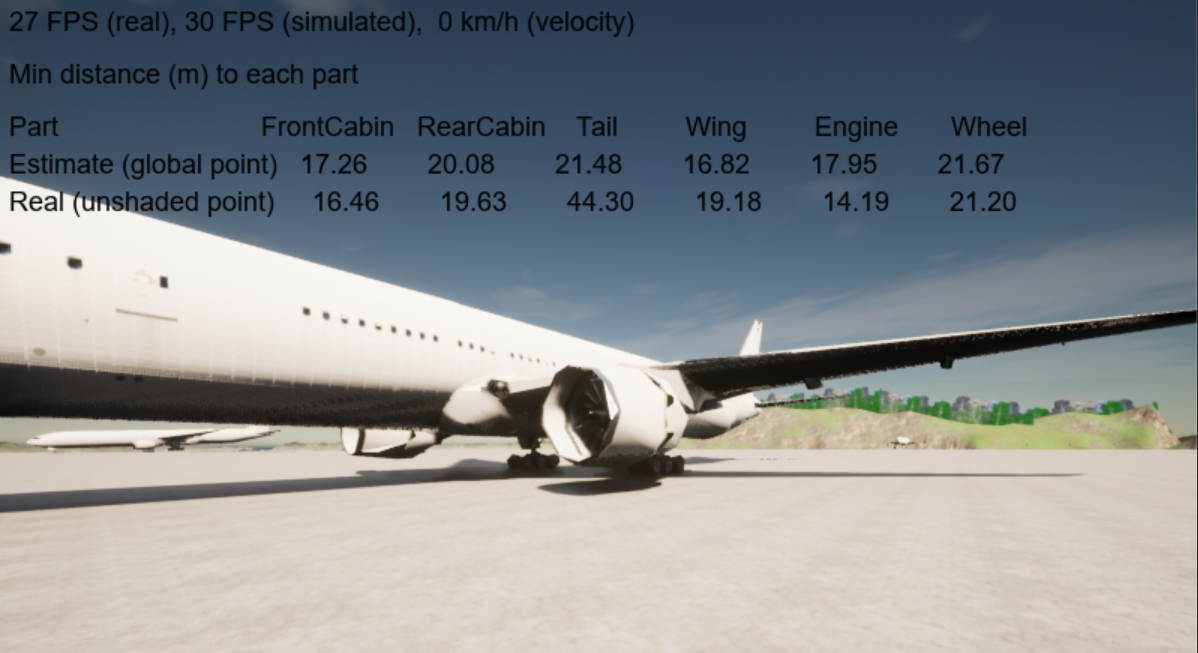 27 FPS (real), 30 FPS (simulated), 0 km/h (velocity)
Min distance (m) to each part
Part FrontCabin RearCabin Tail Wing Engine Wheel
Estimate (global point) 17.26 20.08 21.48 16.82 17.95 21.67
Real (unshaded point) 16.46 19.63 44.30 19.18 14.19 21.20